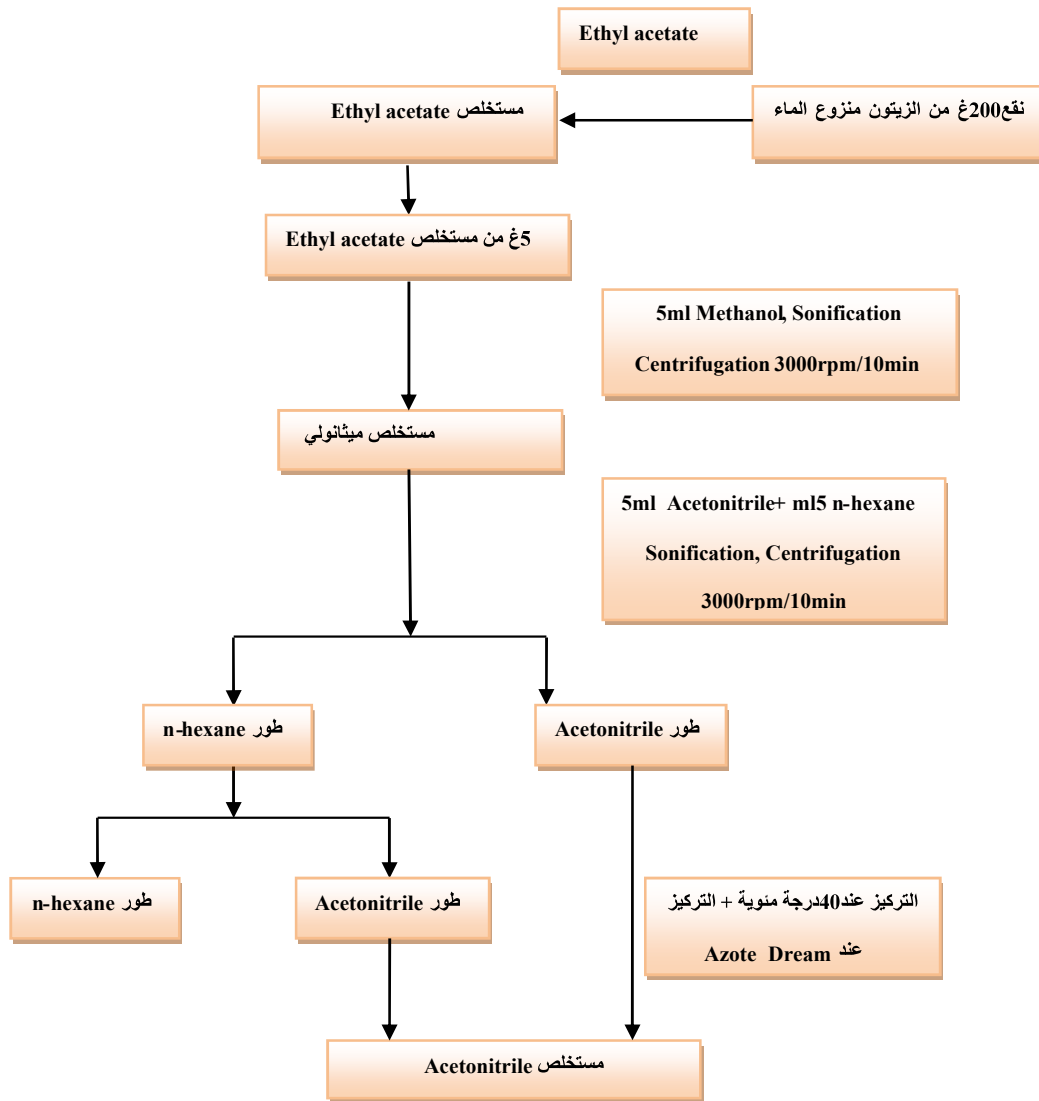 Ethyl acetate
نقع200غ من الزيتون منزوع الماء
مستخلص Ethyl acetate
5غ من مستخلص Ethyl acetate
5ml Methanol, Sonification
Centrifugation 3000rpm/10min
مستخلص ميثانولي
5ml Acetonitrile+ ml5 n-hexane
Sonification, Centrifugation
3000rpm/10min
طور n-hexane
طور Acetonitrile
طور n-hexane
طور Acetonitrile
التركيز عند40درجة مئوية + التركيز
عند Azote Dream
مستخلص Acetonitrile